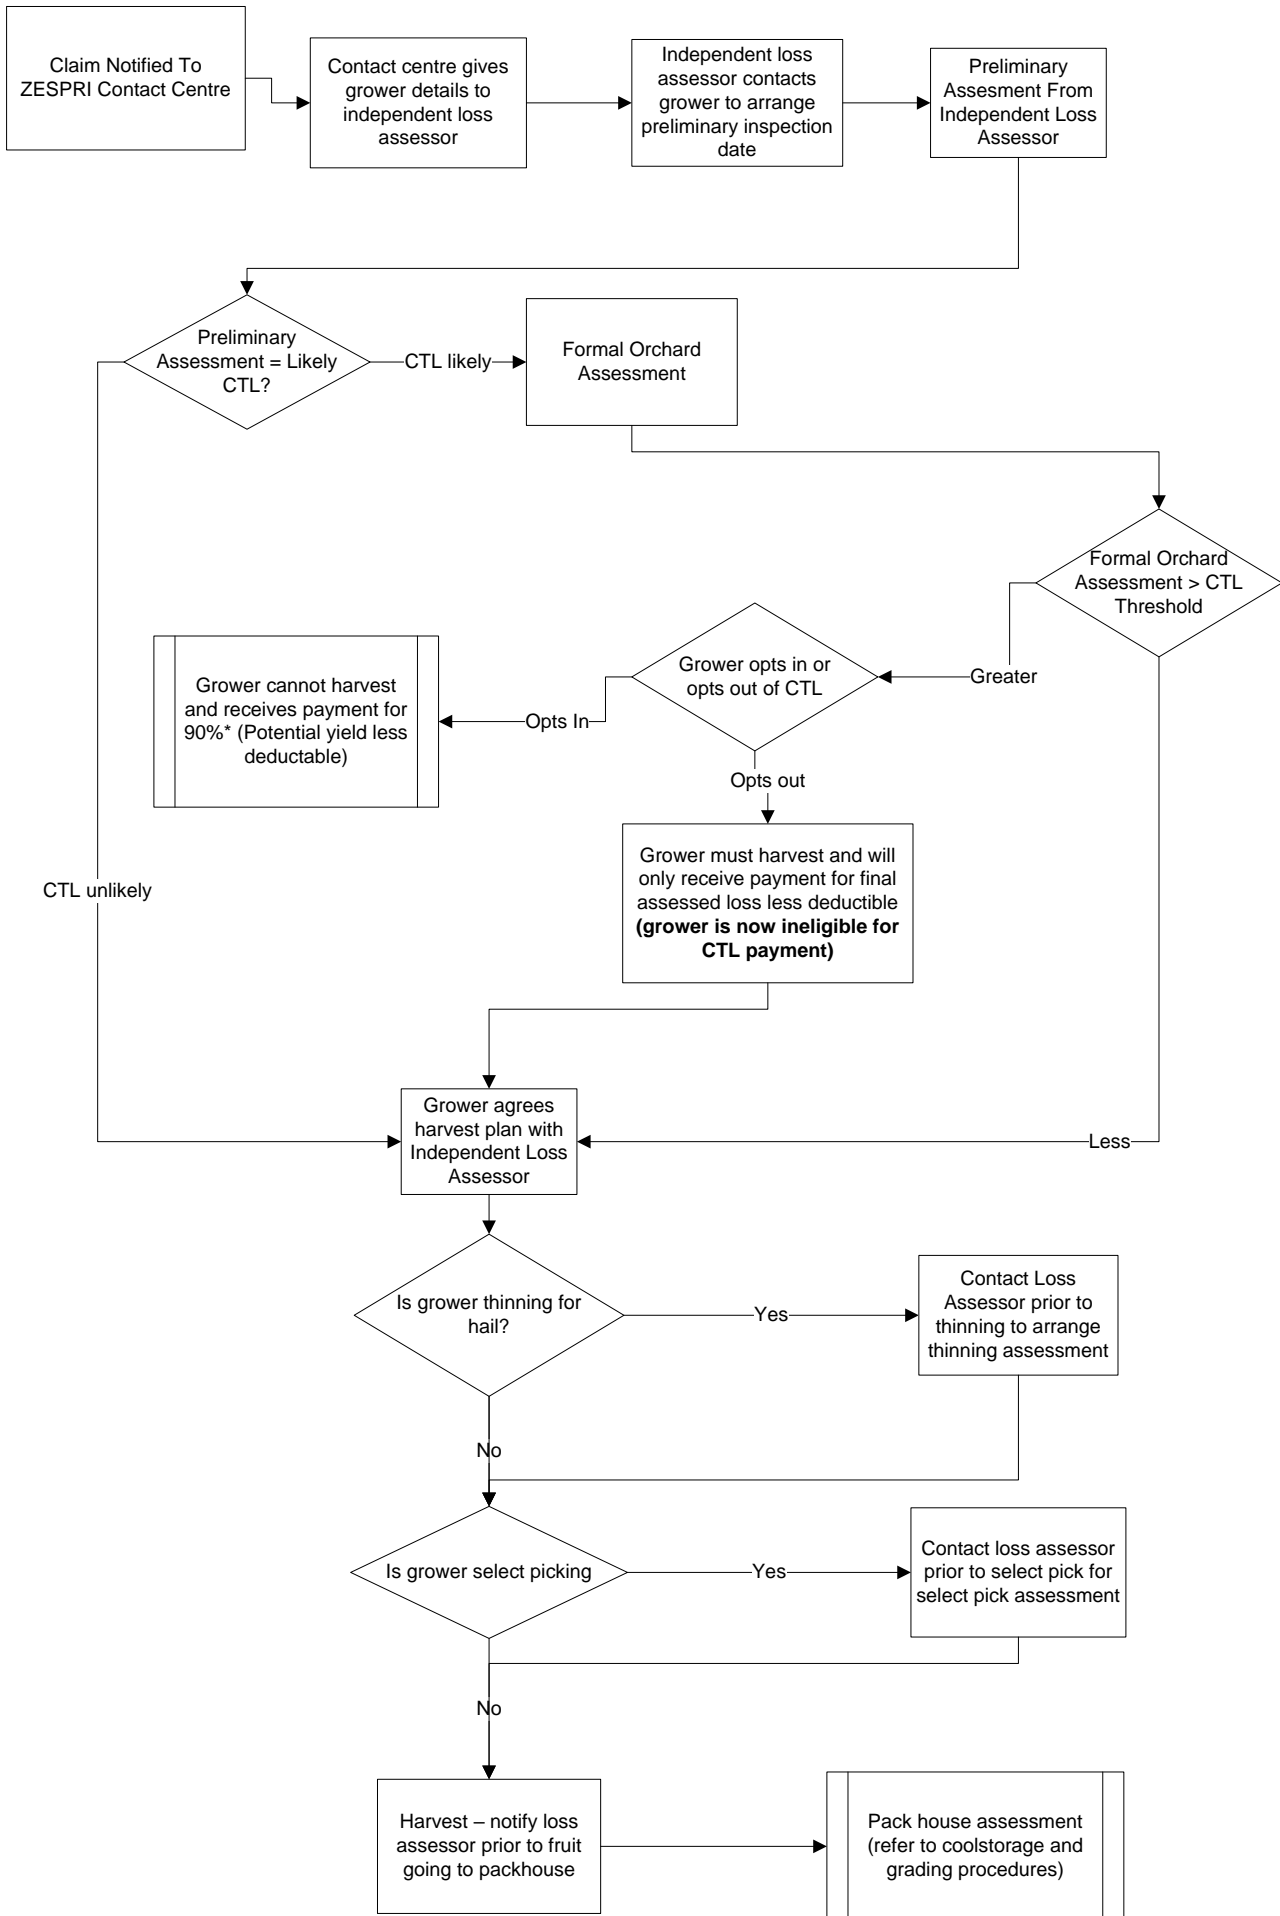 Claim Notified To
ZESPRI Contact Centre
Contact centre gives
grower details to
independent loss
assessor
Independent loss
assessor contacts
grower to arrange
preliminary inspection
date
Preliminary
Assesment From
Independent Loss
Assessor
Preliminary
Assessment = Likely
CTL?
CTL likely
Formal Orchard
Assessment
Formal Orchard
Assessment > CTL
Threshold
Greater
Grower opts in or
opts out of CTL
Opts In
Grower cannot harvest
and receives payment for
90%* (Potential yield less
deductable)
Opts out
Grower must harvest and will
only receive payment for final
assessed loss less deductible
(grower is now ineligible for
CTL payment)
CTL unlikely
Less
Grower agrees
harvest plan with
Independent Loss
Assessor
Is grower thinning for
hail?
Yes
Contact Loss
Assessor prior to
thinning to arrange
thinning assessment
No
Is grower select picking
Yes
Contact loss assessor
prior to select pick for
select pick assessment
No
Harvest – notify loss
assessor prior to fruit
going to packhouse
Pack house assessment
(refer to coolstorage and
grading procedures)